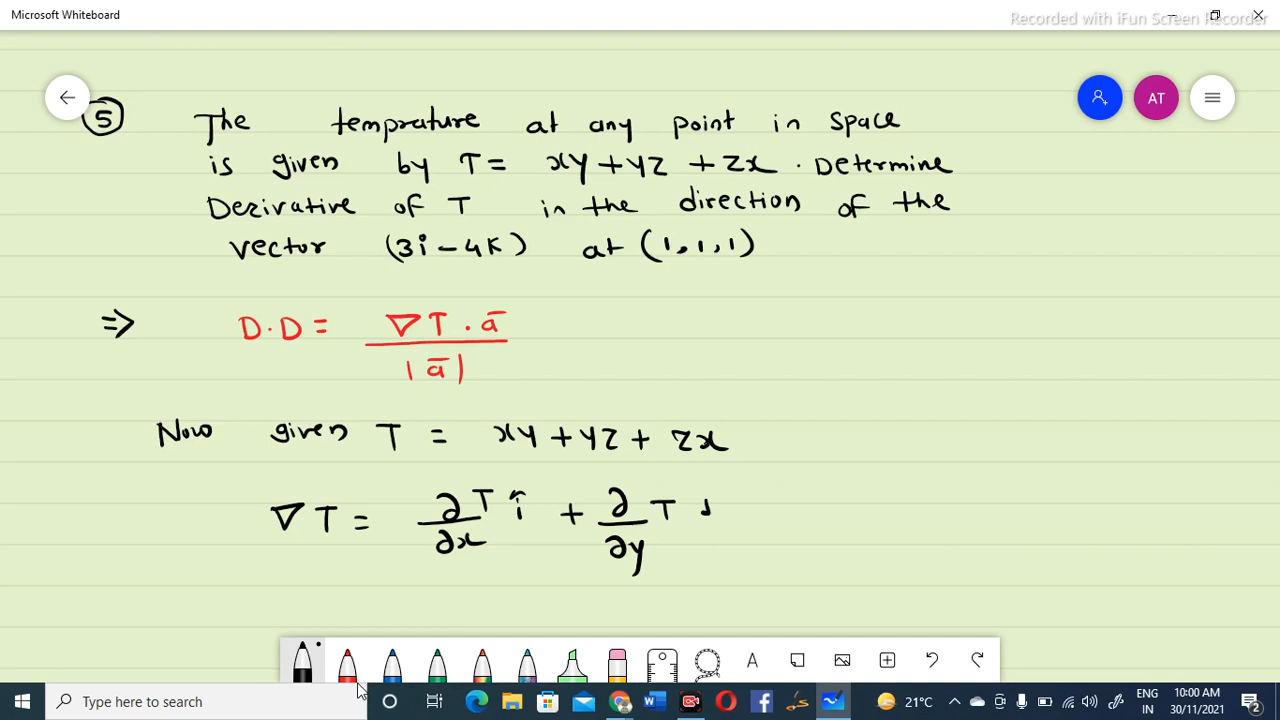 Microsoft Whiteboard
Recorded with iFun Screen Recorder
AT
5 The temprature at any point in space
is given by T = xy + yz + zx . Determine
Derivative of T in the direction of the
vector (3i - 4k) at (1, 1, 1)
⇒ D.D = ∇T . ā
| ā |
Now given T = xy + yz + zx
∇T = ∂T/∂x î + ∂/∂y T
A
Type here to search
21°C
ENG
IN
10:00 AM
30/11/2021
2